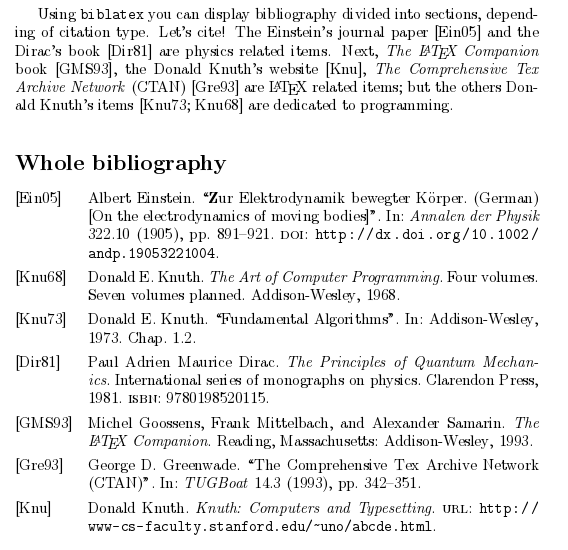 Using biblatex you can display bibliography divided into sections, depend-
ing of citation type. Let's cite! The Einstein's journal paper [Ein05] and the
Dirac's book [Dir81] are physics related items. Next, The LATEX Companion
book [GMS93], the Donald Knuth's website [Knu], The Comprehensive Tex
Archive Network (CTAN) [Gre93] are LATEX related items; but the others Don-
ald Knuth's items [Knu73; Knu68] are dedicated to programming.
Whole bibliography
[Ein05] Albert Einstein. “Zur Elektrodynamik bewegter Körper. (German)
[On the electrodynamics of moving bodies]”. In: Annalen der Physik
322.10 (1905), pp. 891–921. DOI: http://dx.doi.org/10.1002/
andp.19053221004.
[Knu68] Donald E. Knuth. The Art of Computer Programming. Four volumes.
Seven volumes planned. Addison-Wesley, 1968.
[Knu73] Donald E. Knuth. “Fundamental Algorithms”. In: Addison-Wesley,
1973. Chap. 1.2.
[Dir81] Paul Adrien Maurice Dirac. The Principles of Quantum Mechan-
ics. International series of monographs on physics. Clarendon Press,
1981. ISBN: 9780198520115.
[GMS93] Michel Goossens, Frank Mittelbach, and Alexander Samarin. The
LATEX Companion. Reading, Massachusetts: Addison-Wesley, 1993.
[Gre93] George D. Greenwade. “The Comprehensive Tex Archive Network
(CTAN)”. In: TUGBoat 14.3 (1993), pp. 342–351.
[Knu] Donald Knuth. Knuth: Computers and Typesetting. URL: http://
www-cs-faculty.stanford.edu/~uno/abcde.html.